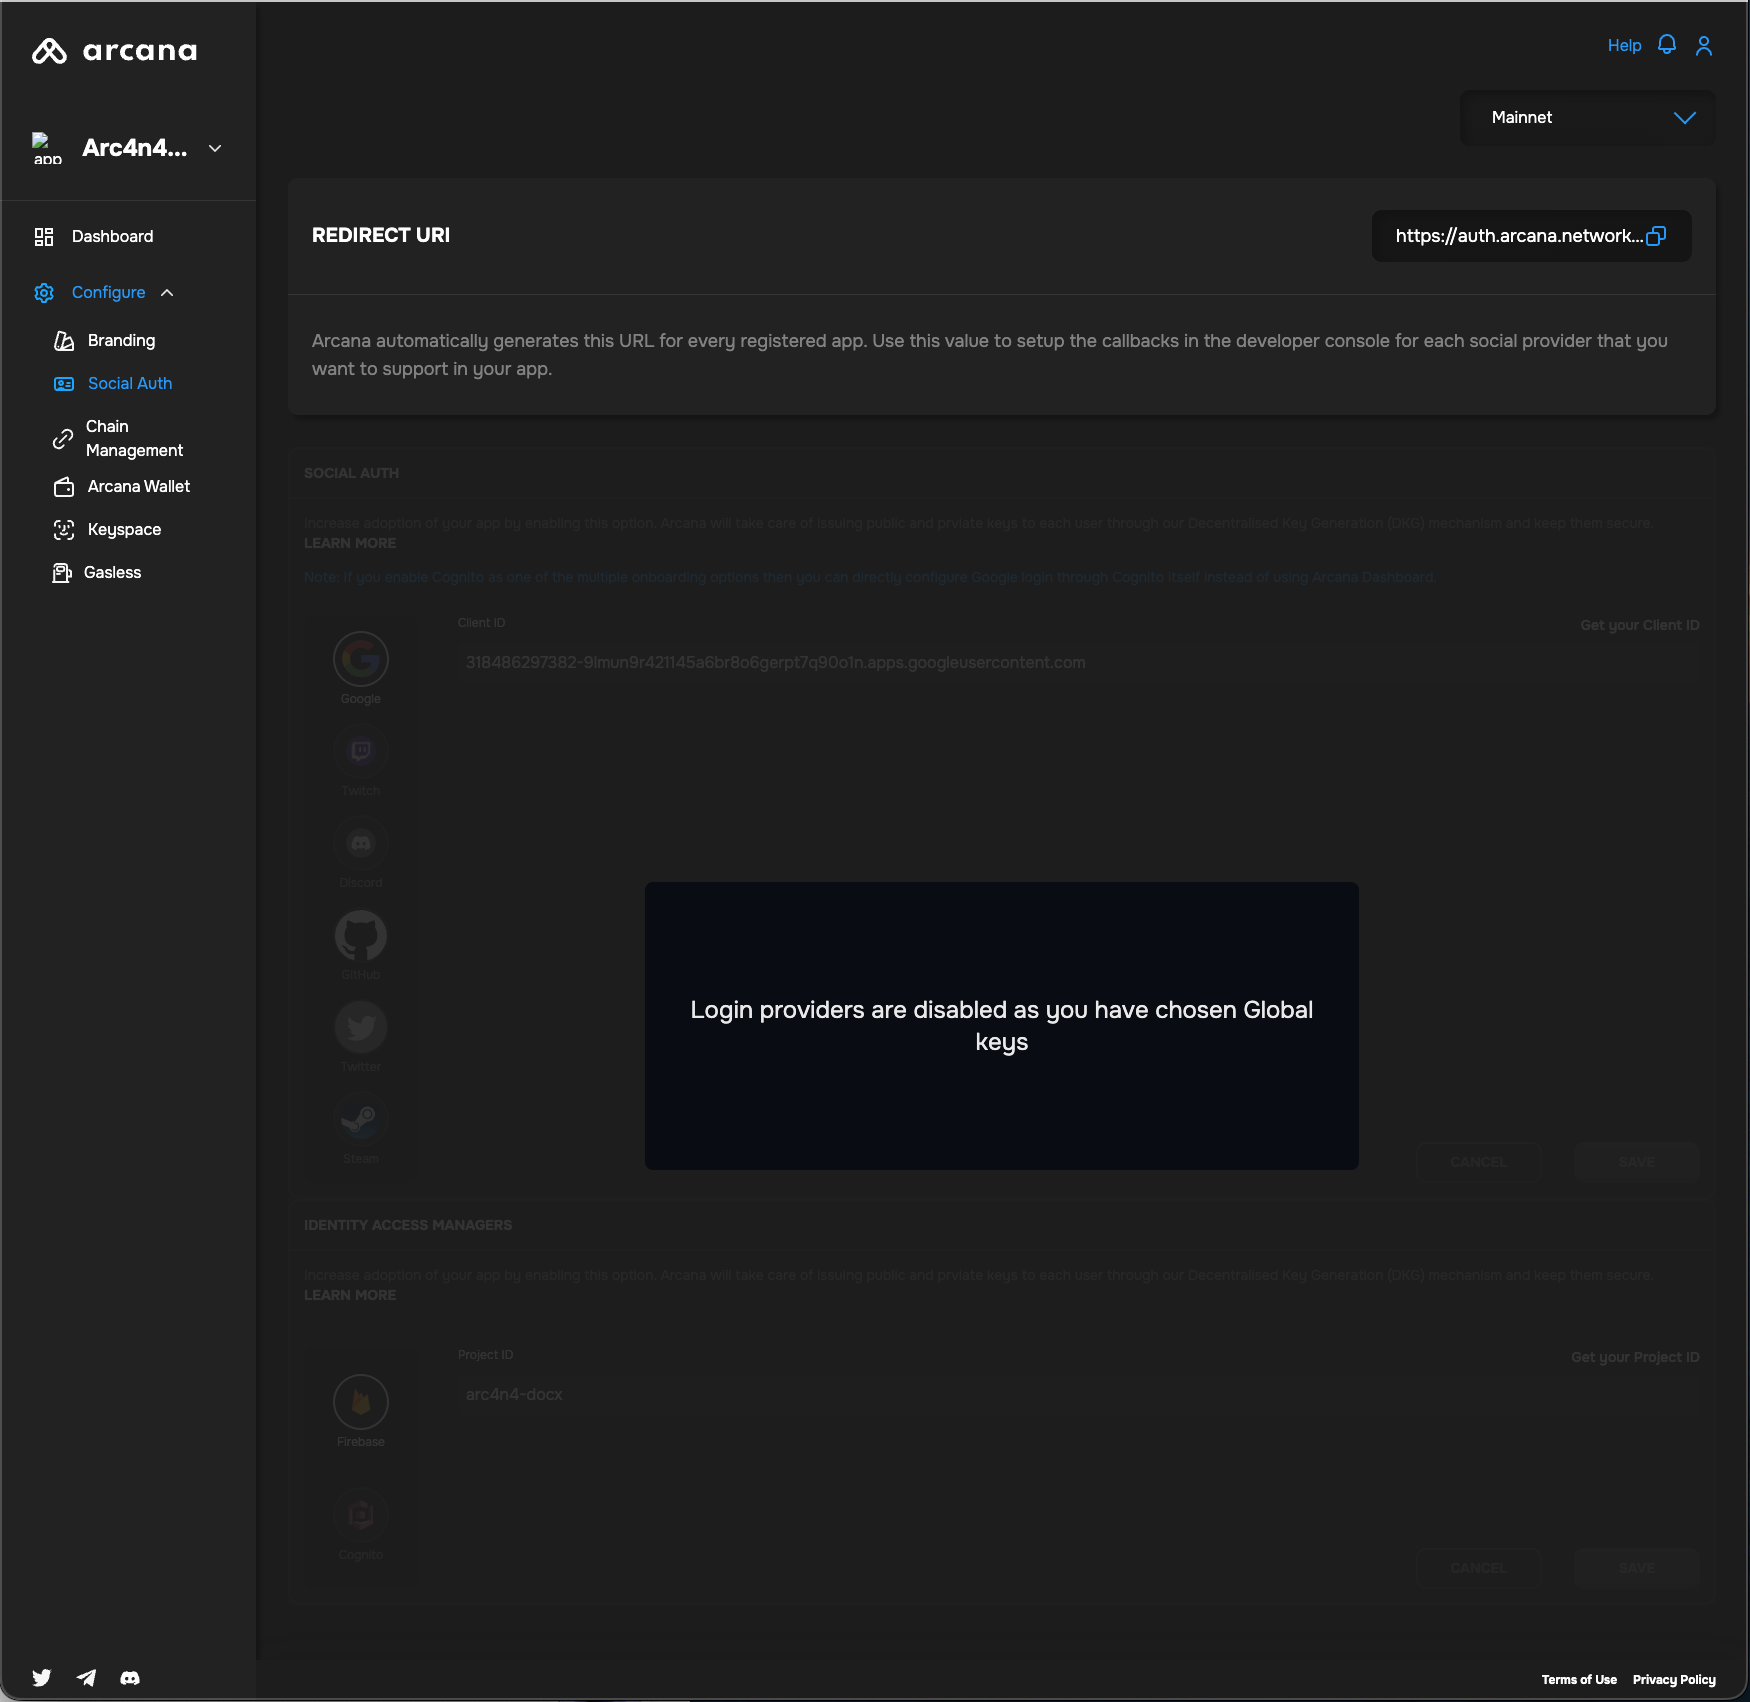 arcana
Help
Mainnet
app
Arc4n4...
Dashboard
Configure
Branding
Social Auth
Chain
Management
Arcana Wallet
Keyspace
Gasless
REDIRECT URI
https://auth.arcana.network...
Arcana automatically generates this URL for every registered app. Use this value to setup the callbacks in the developer console for each social provider that you
want to support in your app.
SOCIAL AUTH
Increase adoption of your app by enabling this option. Arcana will take care of issuing public and prviate keys to each user through our Decentralised Key Generation (DKG) mechanism and keep them secure.
LEARN MORE
Note: If you enable Cognito as one of the multiple onboarding options then you can directly configure Google login through Cognito itself instead of using Arcana Dashboard.
Client ID
Get your Client ID
318486297382-9lmun9r421145a6br8o6gerpt7q90o1n.apps.googleusercontent.com
Google
Twitch
Discord
GitHub
Twitter
Steam
Login providers are disabled as you have chosen Global
keys
CANCEL
SAVE
IDENTITY ACCESS MANAGERS
Increase adoption of your app by enabling this option. Arcana will take care of issuing public and prviate keys to each user through our Decentralised Key Generation (DKG) mechanism and keep them secure.
LEARN MORE
Project ID
Get your Project ID
arc4n4-docx
Firebase
Cognito
CANCEL
SAVE
Terms of Use
Privacy Policy